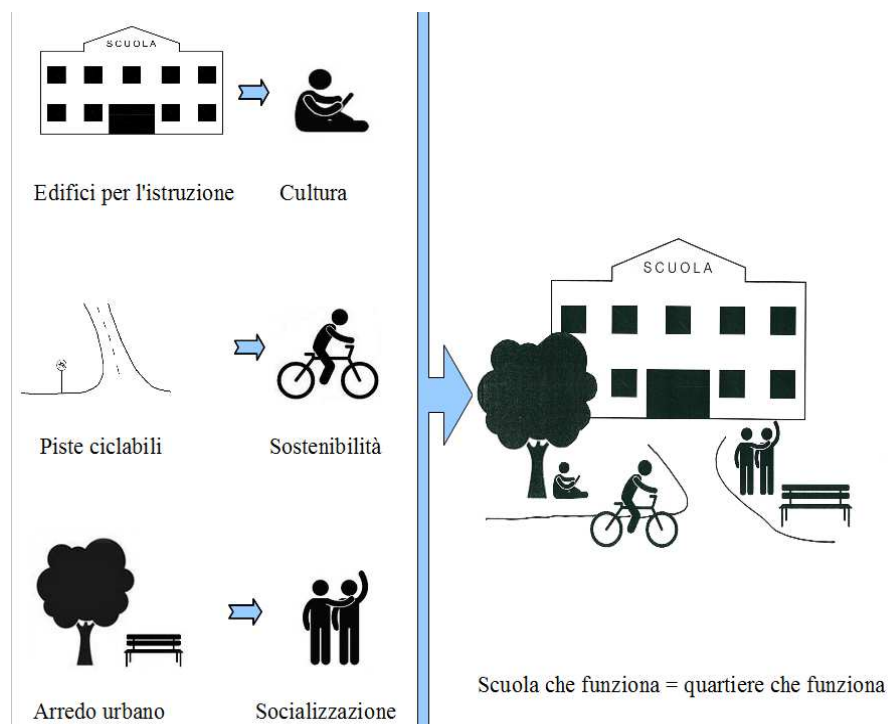 SCUOLA
Edifici per l'istruzione
Cultura
Piste ciclabili
Sostenibilità
Arredo urbano
Socializzazione
SCUOLA
Scuola che funziona = quartiere che funziona